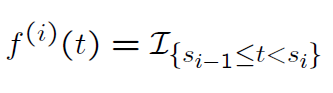 f^{(i)}(t) = \mathcal{I}_{\{s_{i-1} \leq t < s_i\}}